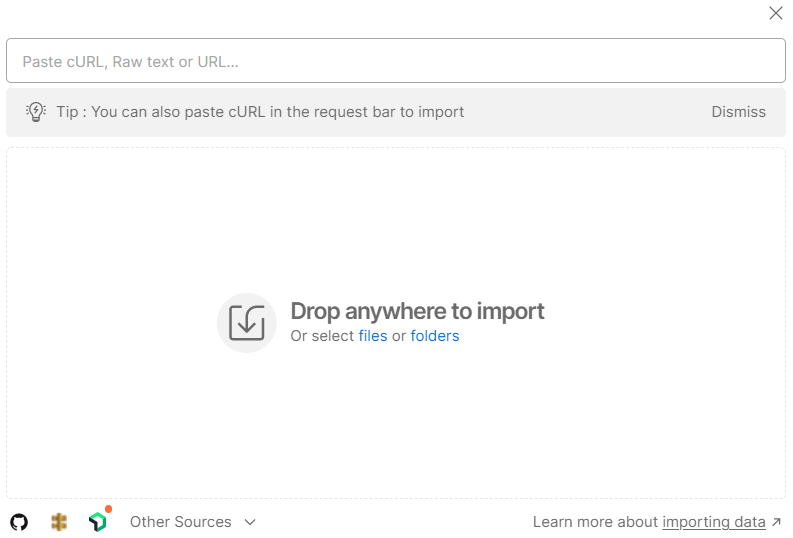 Paste cURL, Raw text or URL...
Tip : You can also paste cURL in the request bar to import
Dismiss
Drop anywhere to import
Or select files or folders
Other Sources
Learn more about importing data ↗